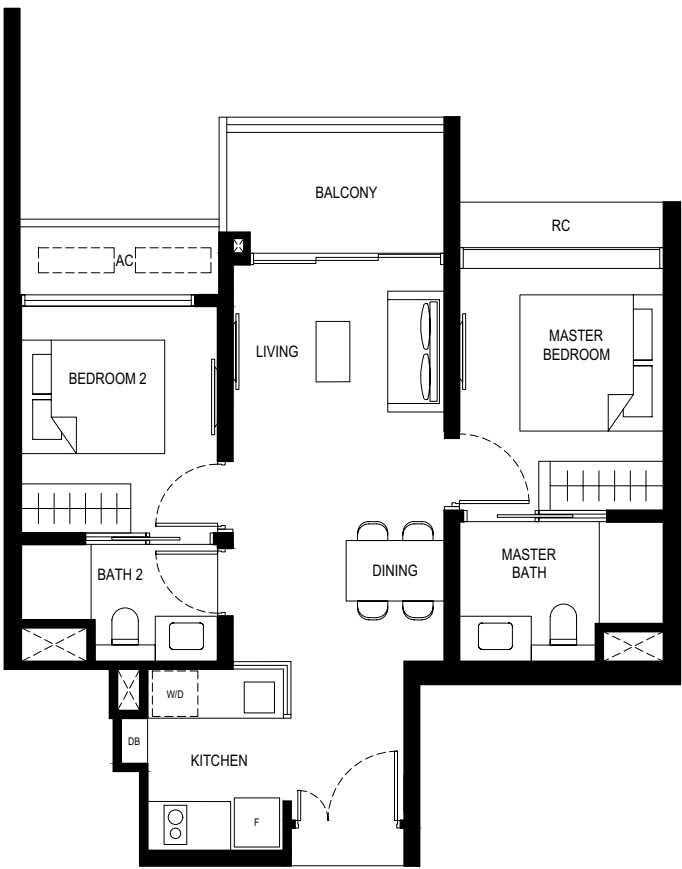 BALCONY
RC
AC
MASTER
BEDROOM
LIVING
BEDROOM 2
MASTER
BATH
DINING
BATH 2
W/D
DB
KITCHEN
F